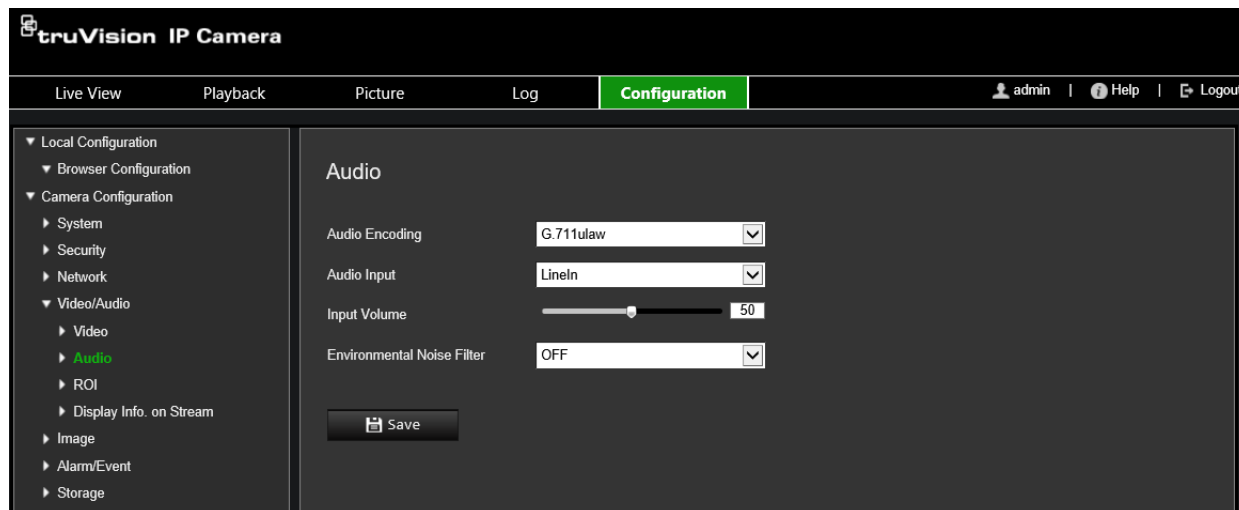 truVision IP Camera
Live View Playback Picture Log Configuration admin | Help | Logout
Local Configuration
Browser Configuration
Camera Configuration
System
Security
Network
Video/Audio
Video
Audio
ROI
Display Info. on Stream
Image
Alarm/Event
Storage
Audio
Audio Encoding G.711ulaw
Audio Input LineIn
Input Volume 50
Environmental Noise Filter OFF
Save